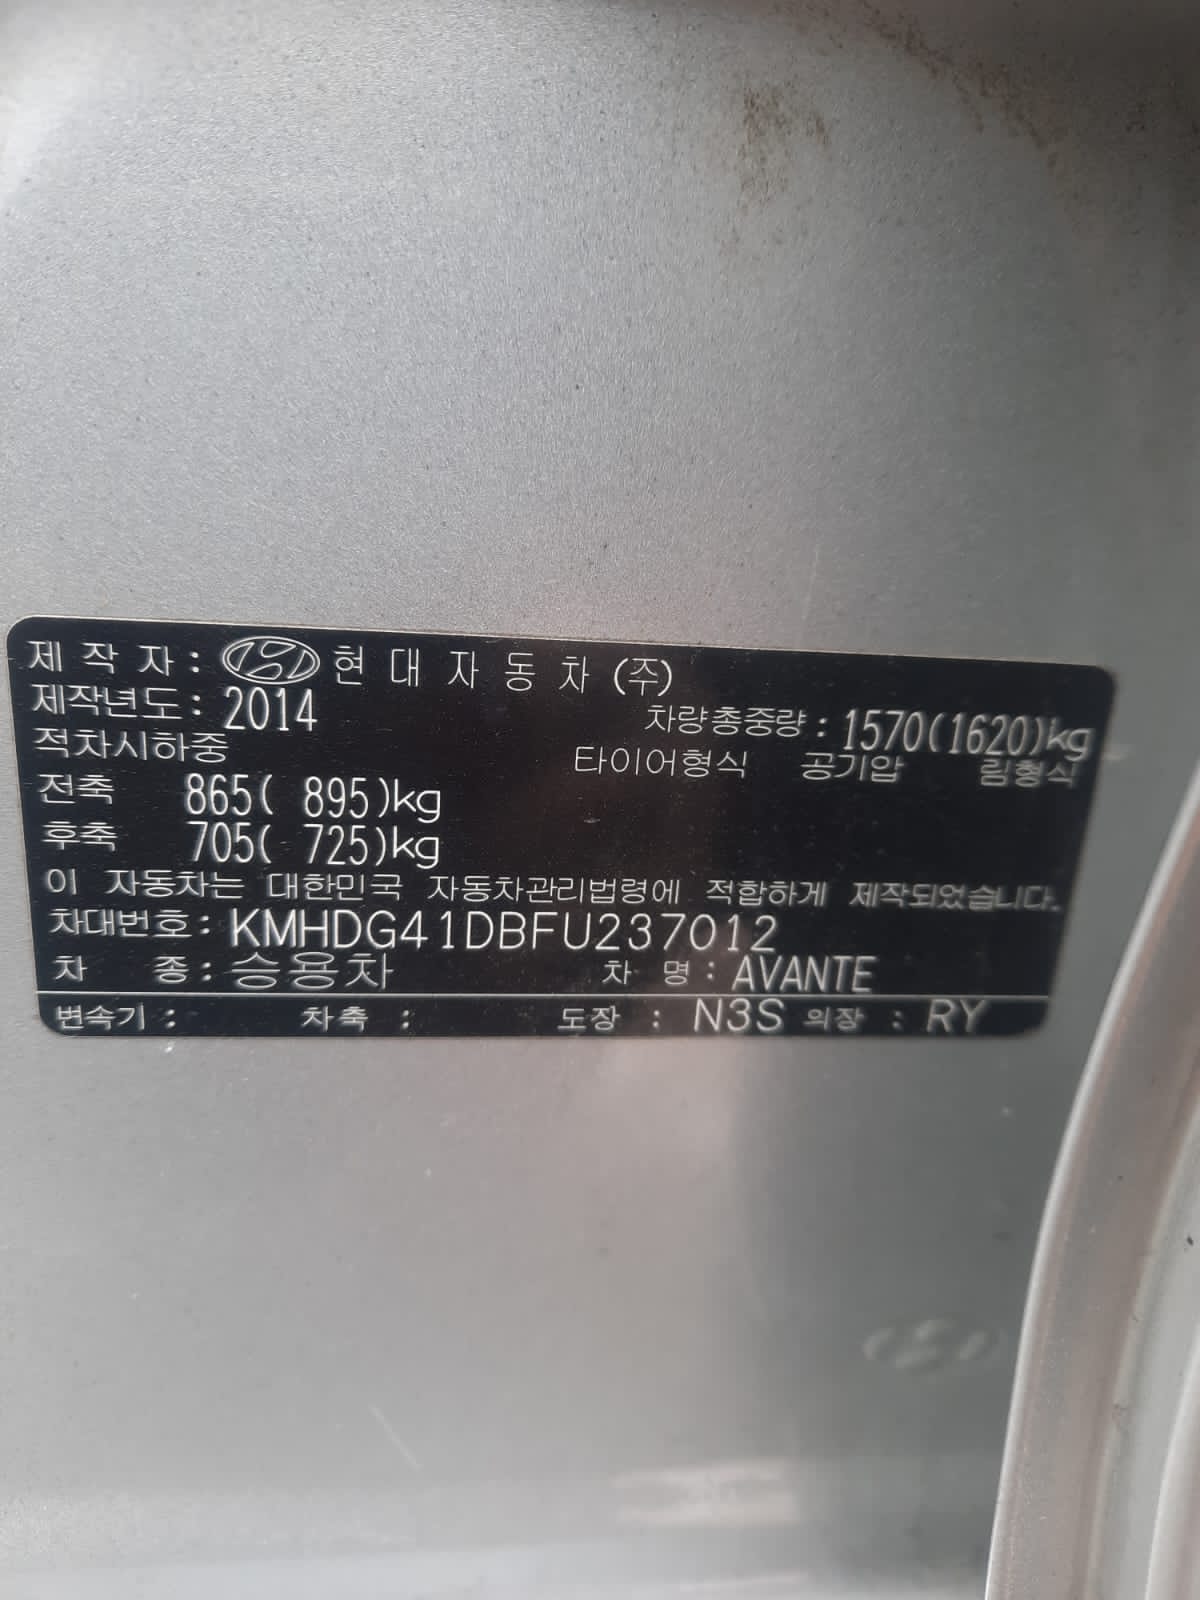 제작자: 현대자동차(주)
제작년도: 2014
차량총중량: 1570(1620)kg
적차시하중
타이어형식 공기압 림형식
전축 865( 895)kg
후축 705( 725)kg
이 자동차는 대한민국 자동차관리법령에 적합하게 제작되었습니다.
차대번호: KMHDG41DBFU237012
차 종: 승용차 차 명: AVANTE
변속기: 차축: 도장: N3S 의장: RY